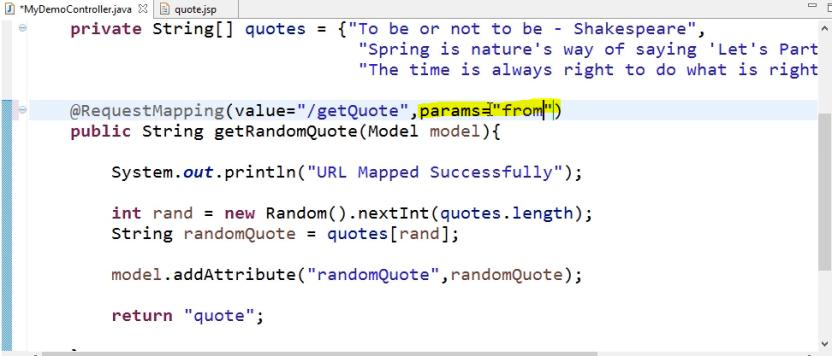 *MyDemoController.java quote.jsp
private String[] quotes = {"To be or not to be - Shakespeare",
"Spring is nature's way of saying 'Let's Part
"The time is always right to do what is right
@RequestMapping(value="/getQuote",params="from")
public String getRandomQuote(Model model){
System.out.println("URL Mapped Successfully");
int rand = new Random().nextInt(quotes.length);
String randomQuote = quotes[rand];
model.addAttribute("randomQuote",randomQuote);
return "quote";